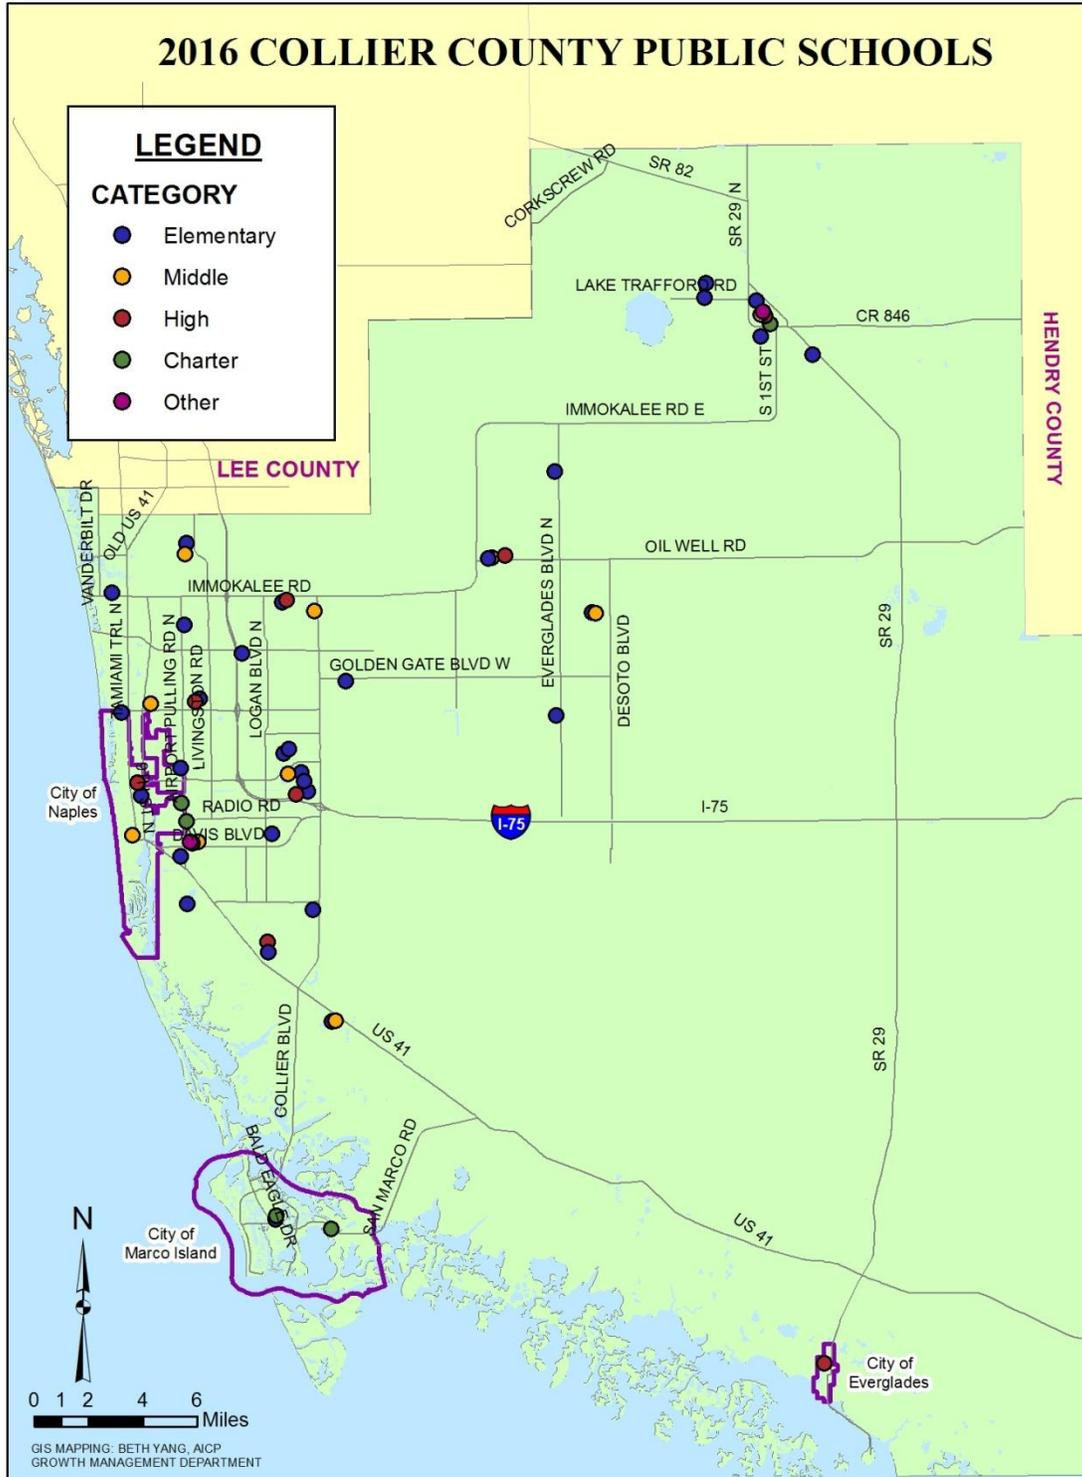 2016 COLLIER COUNTY PUBLIC SCHOOLS
LEGEND
CATEGORY
Elementary
Middle
High
Charter
Other
CORKSCREW RD
SR 82
SR 29 N
LAKE TRAFFORD RD
CR 846
HENDRY COUNTY
S 1ST ST
IMMOKALEE RD E
LEE COUNTY
VANDERBILT DR
OLD US 41
EVERGLADES BLVD N
OIL WELL RD
IMMOKALEE RD
SR 29
TAMIAMI TRL N
LIVINGSTON RD
LOGAN BLVD N
GOLDEN GATE BLVD W
DESOTO BLVD
PULLING RD N
City of
Naples
RADIO RD
I-75
I-75
DAVIS BLVD
US 41
SR 29
COLLIER BLVD
BALD EAGLE DR
SAN MARCO RD
N
City of
Marco Island
US 41
City of
Everglades
0 1 2 4 6
Miles
GIS MAPPING: BETH YANG, AICP
GROWTH MANAGEMENT DEPARTMENT